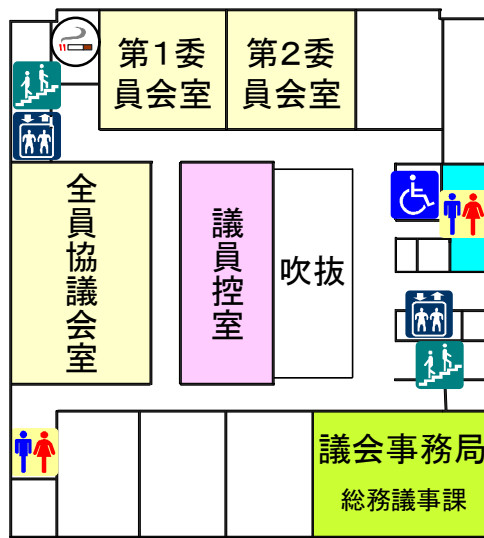 第1委
員会室
第2委
員会室
全員協議会室
議員控室
吹抜
議会事務局
総務議事課